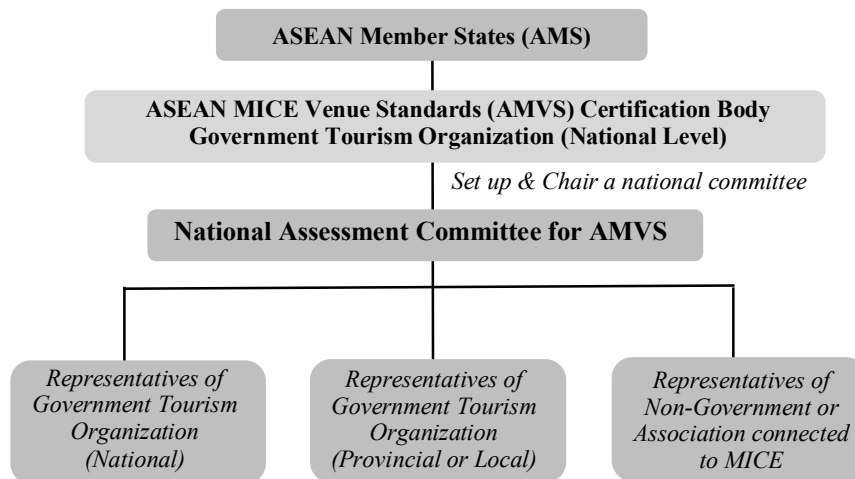 ASEAN Member States (AMS)
ASEAN MICE Venue Standards (AMVS) Certification Body
Government Tourism Organization (National Level)
Set up & Chair a national committee
National Assessment Committee for AMVS
Representatives of
Government Tourism
Organization
(National)
Representatives of
Government Tourism
Organization
(Provincial or Local)
Representatives of
Non-Government or
Association connected
to MICE